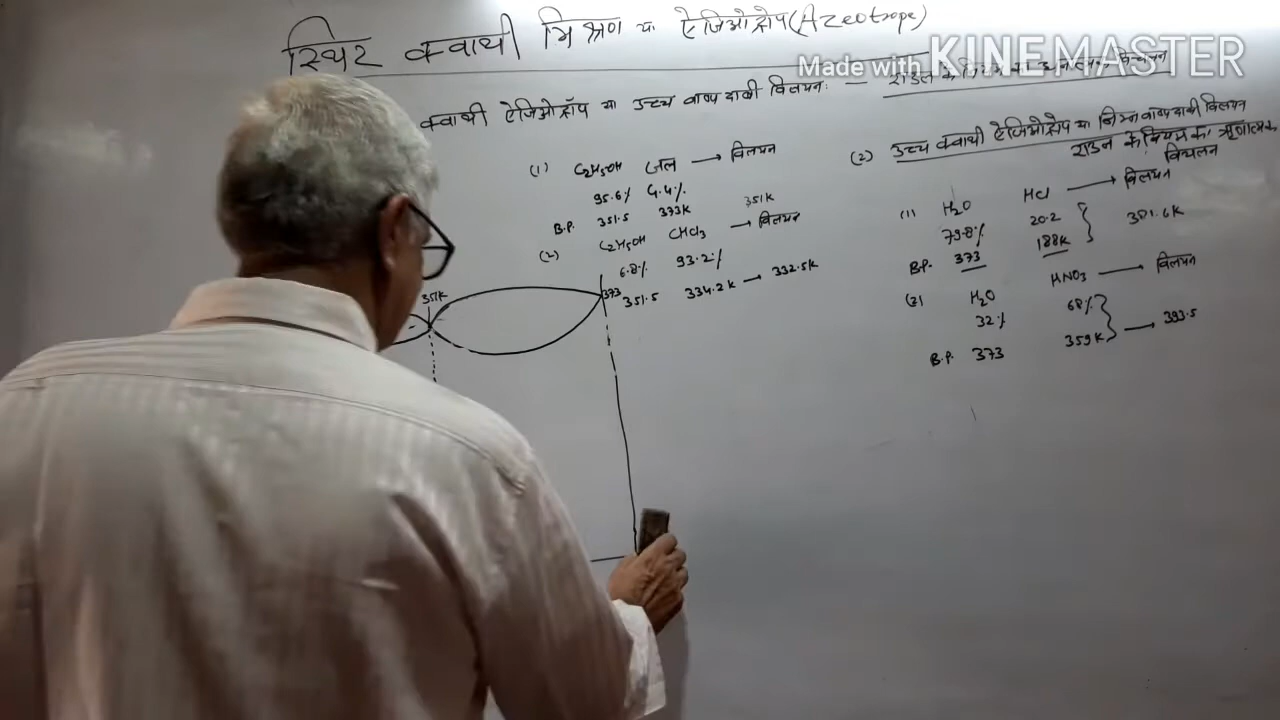 स्थिर क्वाथी मिश्रण या ऐजिओट्रोप (Azeotrope)
Made with KINEMASTER
क्वाथी ऐजिओट्रॉप या उच्च वाष्प दाबी विलयन: —
(1) C2H5OH जल → विलयन
95.6% 4.4%
B.P. 351.5 373K 351K
(2) C2H5OH CHCl3 → विलयन
6.8% 93.2%
351.5 334.2K → 332.5K
351K
373
(2) उच्च क्वाथी ऐजिओट्रोप या निम्न वाष्प दाबी विलयन
राउल के नियम का ऋणात्मक
विचलन
(1) H2O HCl → विलयन
79.8% 20.2
B.P. 373 188K } 381.6K
(2) H2O HNO3 → विलयन
32% 68%
B.P. 373 359K } → 393.5